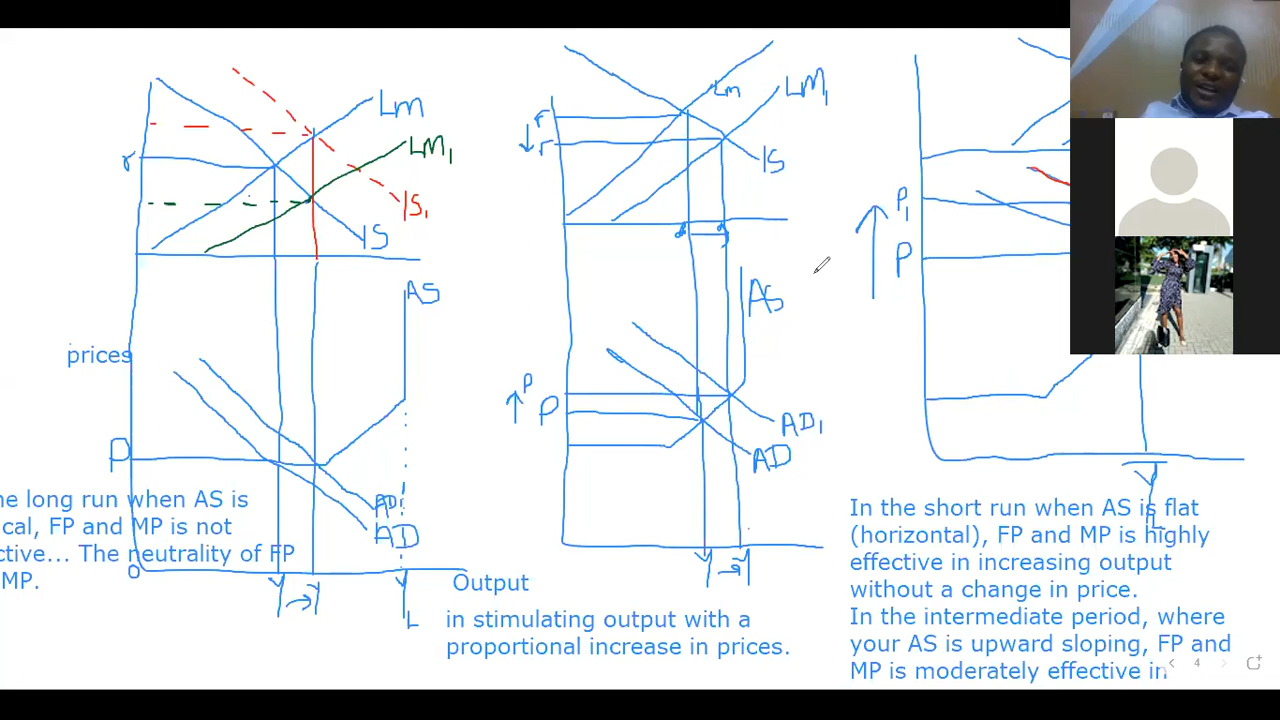 Lm
LM1
r
IS1
IS
AS
prices
P
AD1
AD
0
Y
Y
Y
L
Output
ne long run when AS is
ical, FP and MP is not
ctive... The neutrality of FP
MP.
Lm
LM1
r
r
IS
AS
P
P
AD1
AD
Y
Y
in stimulating output with a
proportional increase in prices.
P1
P
Y
L
In the short run when AS is flat
(horizontal), FP and MP is highly
effective in increasing output
without a change in price.
In the intermediate period, where
your AS is upward sloping, FP and
MP is moderately effective in
4